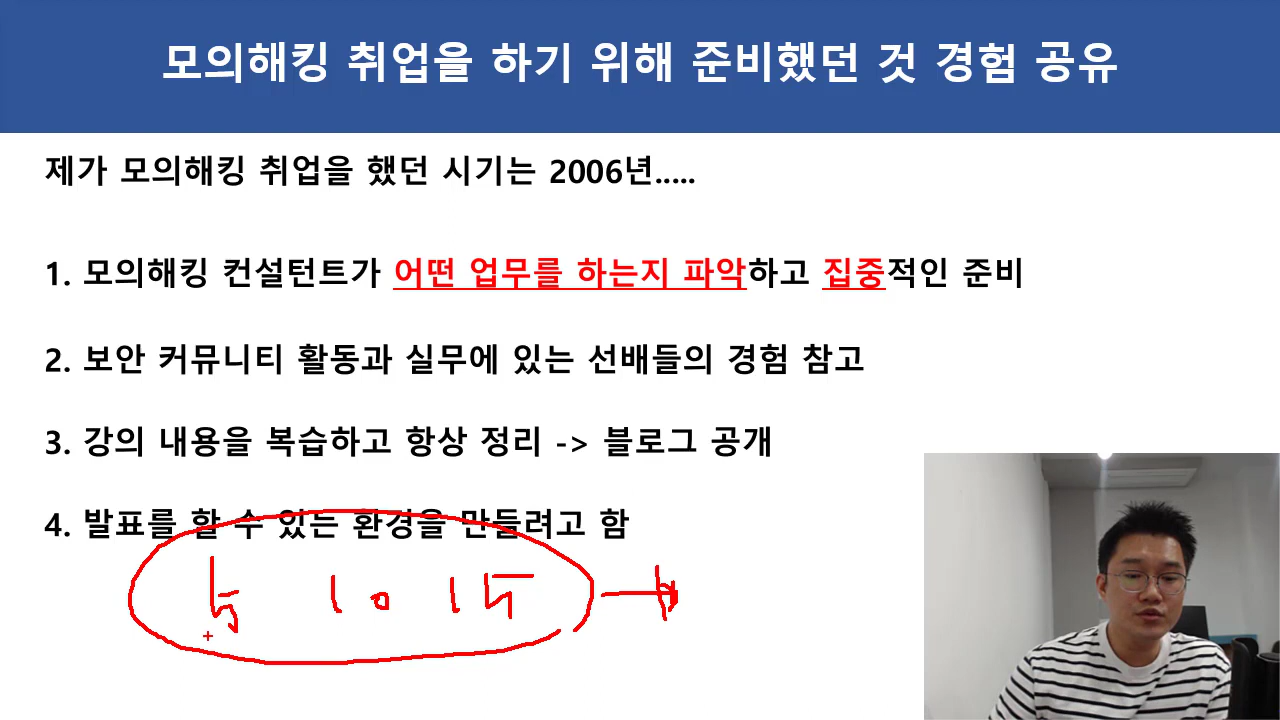 모의해킹 취업을 하기 위해 준비했던 것 경험 공유
제가 모의해킹 취업을 했던 시기는 2006년.....
1. 모의해킹 컨설턴트가 어떤 업무를 하는지 파악하고 집중적인 준비
2. 보안 커뮤니티 활동과 실무에 있는 선배들의 경험 참고
3. 강의 내용을 복습하고 항상 정리 -> 블로그 공개
4. 발표를 할 수 있는 환경을 만들려고 함
5 10 15